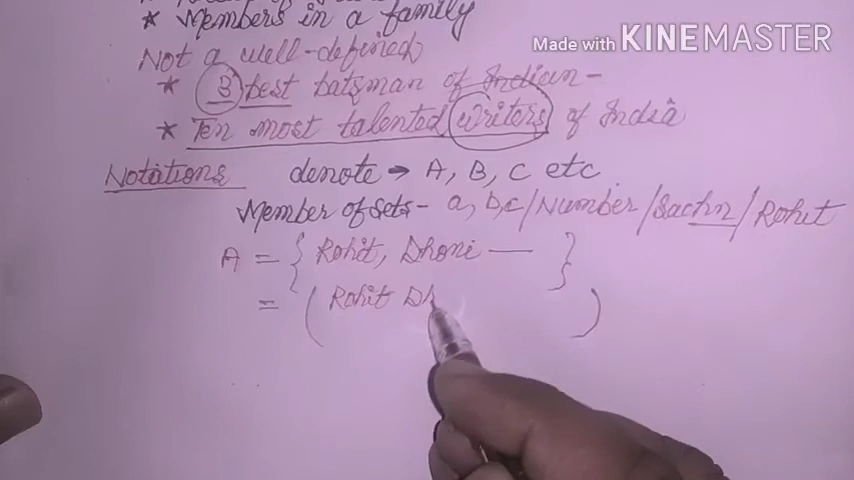 * Members in a family
Made with KINEMASTER
Not a well-defined
* 3 best batsman of Indian -
* Ten most talented writers of India
Notations denote → A, B, C etc
Member of sets - a, b, c / Number / Sachn / Rohit
A = { Rohit, Dhoni — }
= ( Rohit Dh )